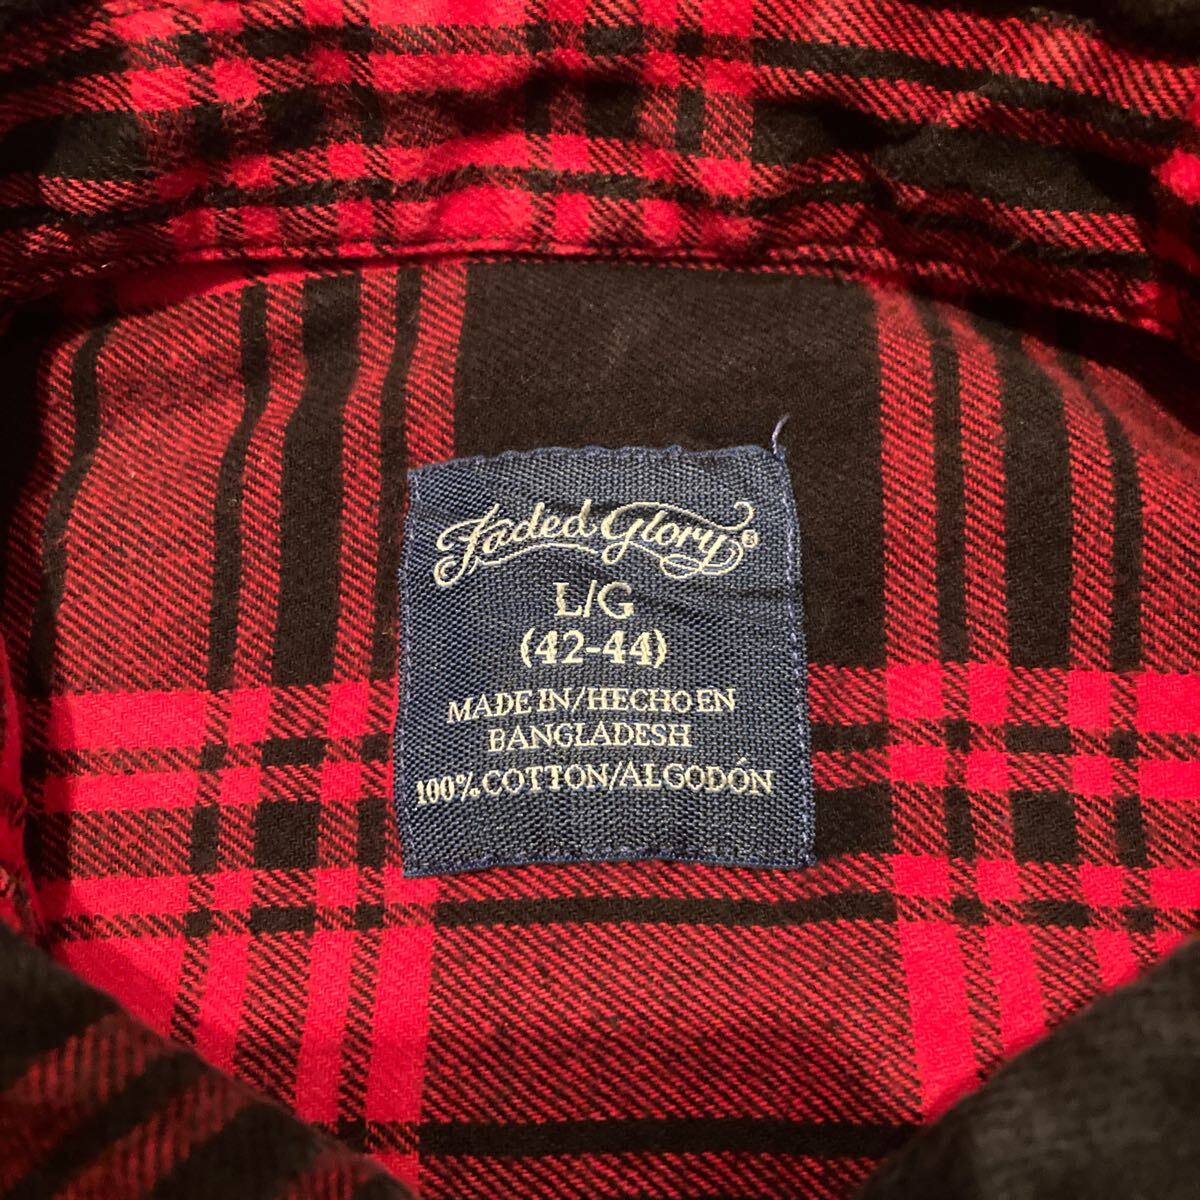 Faded Glory®
L/G
(42-44)
MADE IN/HECHO EN
BANGLADESH
100% COTTON/ALGODÓN